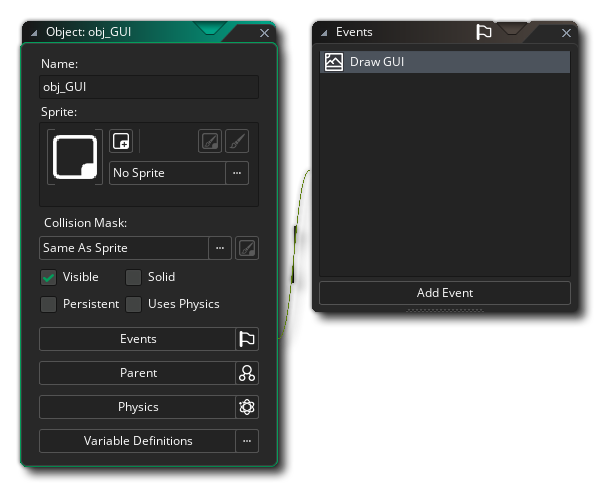 Object: obj_GUI
Name:
obj_GUI
Sprite:
No Sprite
...
Collision Mask:
Same As Sprite
...
Visible
Solid
Persistent
Uses Physics
Events
Parent
Physics
Variable Definitions
...
Events
Draw GUI
Add Event